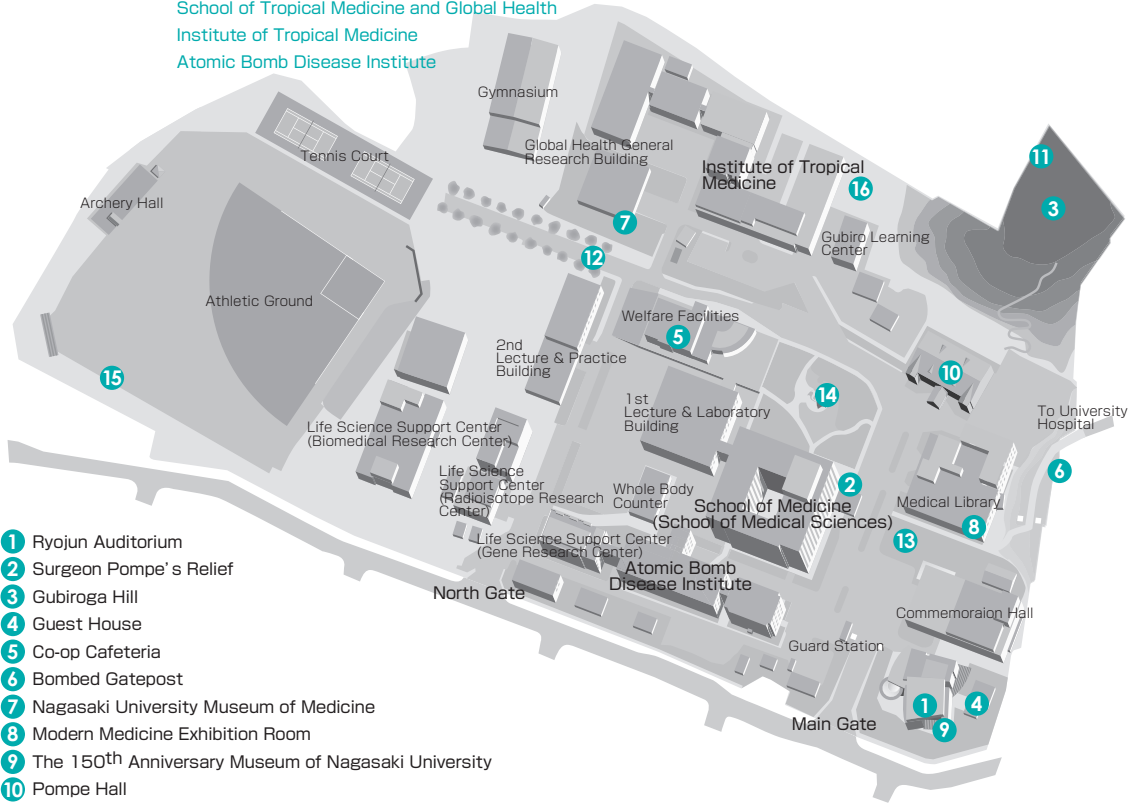 School of Tropical Medicine and Global Health
Institute of Tropical Medicine
Atomic Bomb Disease Institute
Gymnasium
Global Health General
Research Building
Tennis Court
Institute of Tropical
Medicine
11
16
3
Archery Hall
7
Gubiro Learning
Center
12
Athletic Ground
Welfare Facilities
5
2nd
Lecture & Practice
Building
10
15
14
1st
Lecture & Laboratory
Building
To University
Hospital
Life Science Support Center
(Biomedical Research Center)
6
Life Science
Support Center
(Radioisotope Research
Center)
Whole Body
Counter
2
School of Medicine
(School of Medical Sciences)
Medical Library
8
13
Life Science Support Center
(Gene Research Center)
Atomic Bomb
Disease Institute
North Gate
Commemoraion Hall
Guard Station
1
4
Main Gate
9
1 Ryojun Auditorium
2 Surgeon Pompe's Relief
3 Gubiroga Hill
4 Guest House
5 Co-op Cafeteria
6 Bombed Gatepost
7 Nagasaki University Museum of Medicine
8 Modern Medicine Exhibition Room
9 The 150th Anniversary Museum of Nagasaki University
10 Pompe Hall